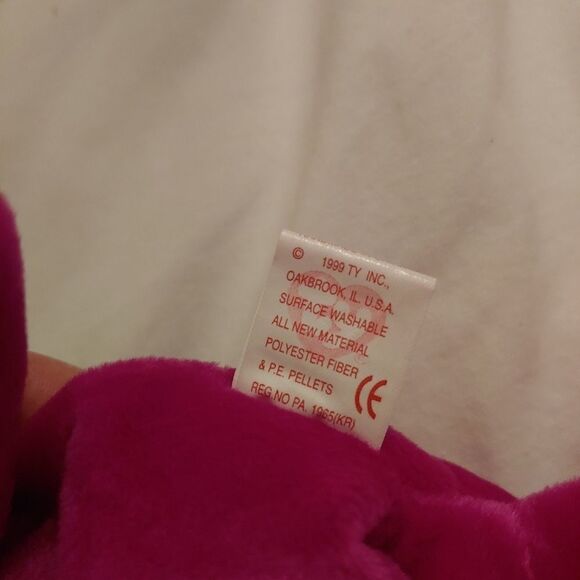 © 1999 TY INC.,
OAKBROOK, IL. U.S.A.
SURFACE WASHABLE
ALL NEW MATERIAL
POLYESTER FIBER
& P.E. PELLETS
REG.NO PA. 1965(KR)
CE